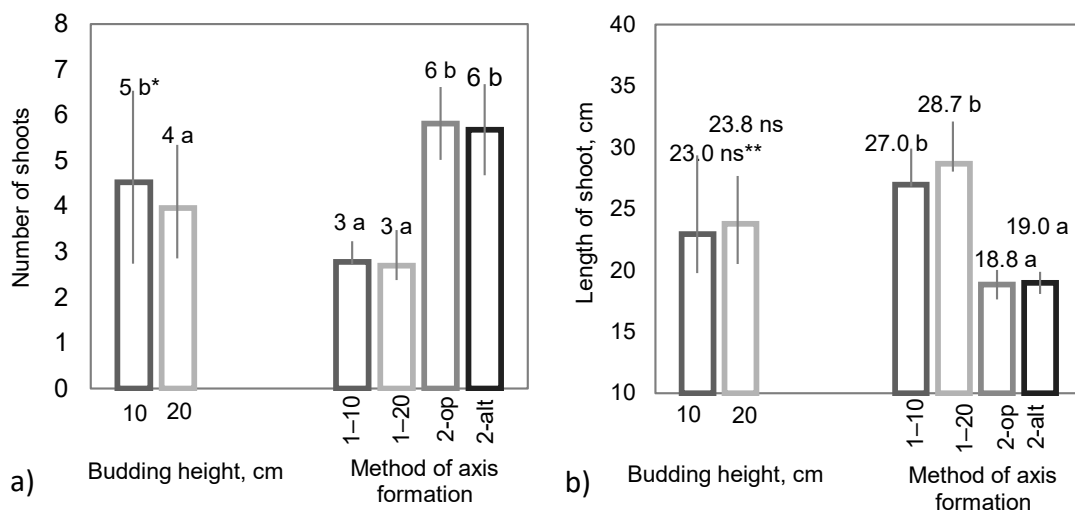 8
7
6
5
4
3
2
1
0
Number of shoots
5 b*
4 a
3 a
3 a
6 b
6 b
10
20
1–10
1–20
2-op
2-alt
Budding height, cm
Method of axis
formation
a)
40
35
30
25
20
15
10
Length of shoot, cm
23.0 ns**
23.8 ns
27.0 b
28.7 b
18.8 a
19.0 a
10
20
1–10
1–20
2-op
2-alt
Budding height, cm
Method of axis
formation
b)